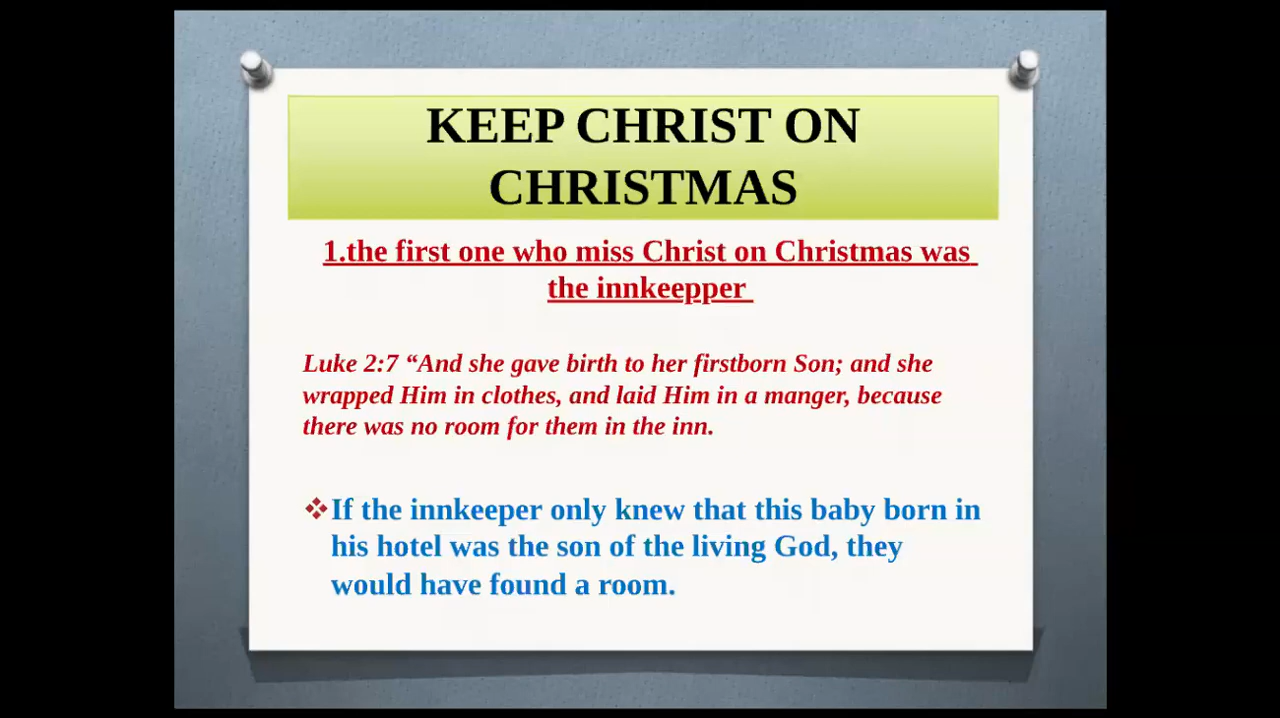 KEEP CHRIST ON
CHRISTMAS
1.the first one who miss Christ on Christmas was
the innkeepper
Luke 2:7 “And she gave birth to her firstborn Son; and she
wrapped Him in clothes, and laid Him in a manger, because
there was no room for them in the inn.
❖If the innkeeper only knew that this baby born in
his hotel was the son of the living God, they
would have found a room.